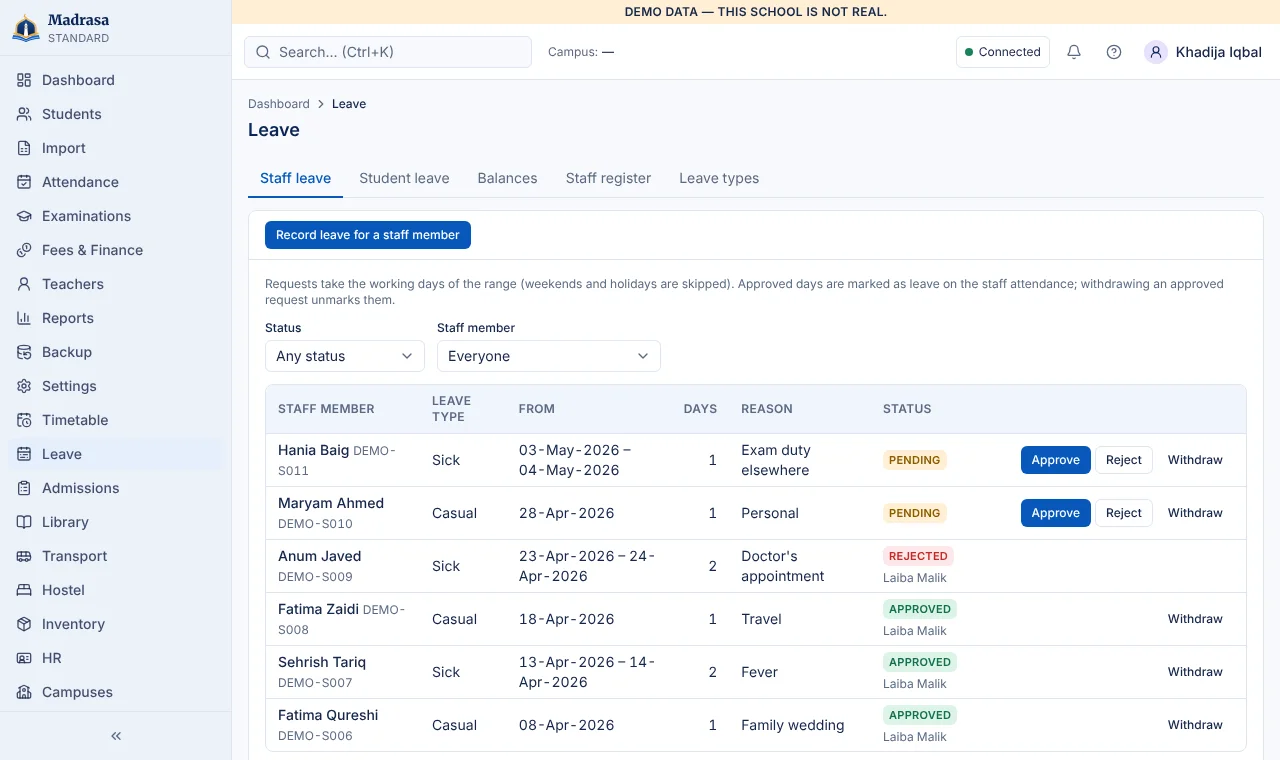 DEMO DATA — THIS SCHOOL IS NOT REAL.
Madrasa
STANDARD
Search... (Ctrl+K)
Campus: —
Connected
Khadija Iqbal
Dashboard
Students
Import
Attendance
Examinations
Fees & Finance
Teachers
Reports
Backup
Settings
Timetable
Leave
Admissions
Library
Transport
Hostel
Inventory
HR
Campuses
Dashboard > Leave
Leave
Staff leave Student leave Balances Staff register Leave types
Record leave for a staff member
Requests take the working days of the range (weekends and holidays are skipped). Approved days are marked as leave on the staff attendance; withdrawing an approved
request unmarks them.
Status Staff member
Any status Everyone
STAFF MEMBER LEAVE TYPE FROM DAYS REASON STATUS
Hania Baig DEMO-S011 Sick 03-May-2026 – 04-May-2026 1 Exam duty elsewhere PENDING Approve Reject Withdraw
Maryam Ahmed DEMO-S010 Casual 28-Apr-2026 1 Personal PENDING Approve Reject Withdraw
Anum Javed DEMO-S009 Sick 23-Apr-2026 – 24-Apr-2026 2 Doctor's appointment REJECTED Laiba Malik
Fatima Zaidi DEMO-S008 Casual 18-Apr-2026 1 Travel APPROVED Laiba Malik Withdraw
Sehrish Tariq DEMO-S007 Sick 13-Apr-2026 – 14-Apr-2026 2 Fever APPROVED Laiba Malik Withdraw
Fatima Qureshi DEMO-S006 Casual 08-Apr-2026 1 Family wedding APPROVED Laiba Malik Withdraw